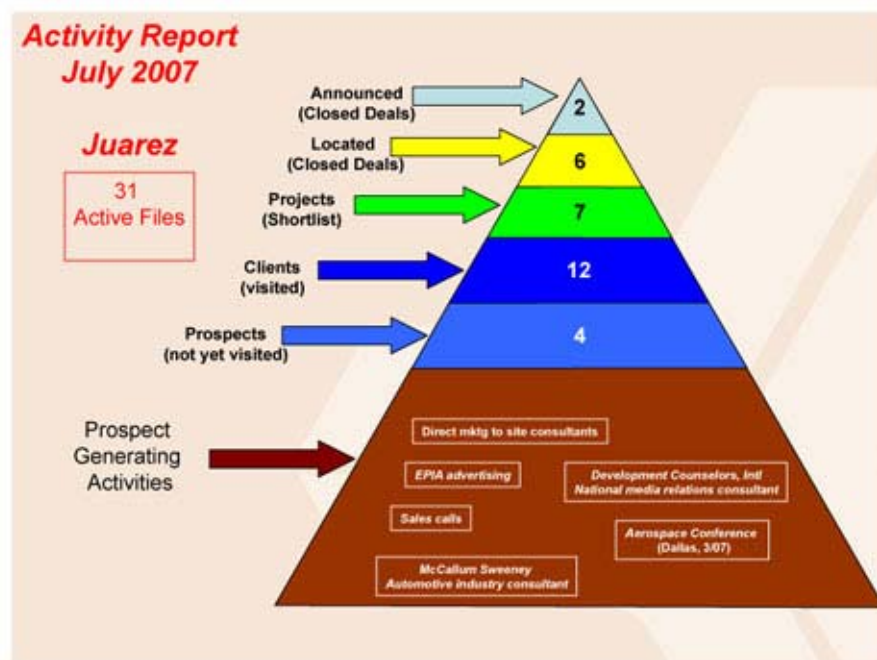 Activity Report
July 2007
Juarez
31
Active Files
Announced
(Closed Deals)
2
Located
(Closed Deals)
6
Projects
(Shortlist)
7
Clients
(visited)
12
Prospects
(not yet visited)
4
Prospect
Generating
Activities
Direct mktg to site consultants
EPIA advertising
Development Counselors, Intl
National media relations consultant
Sales calls
Aerospace Conference
(Dallas, 3/07)
McCallum Sweeney
Automotive industry consultant